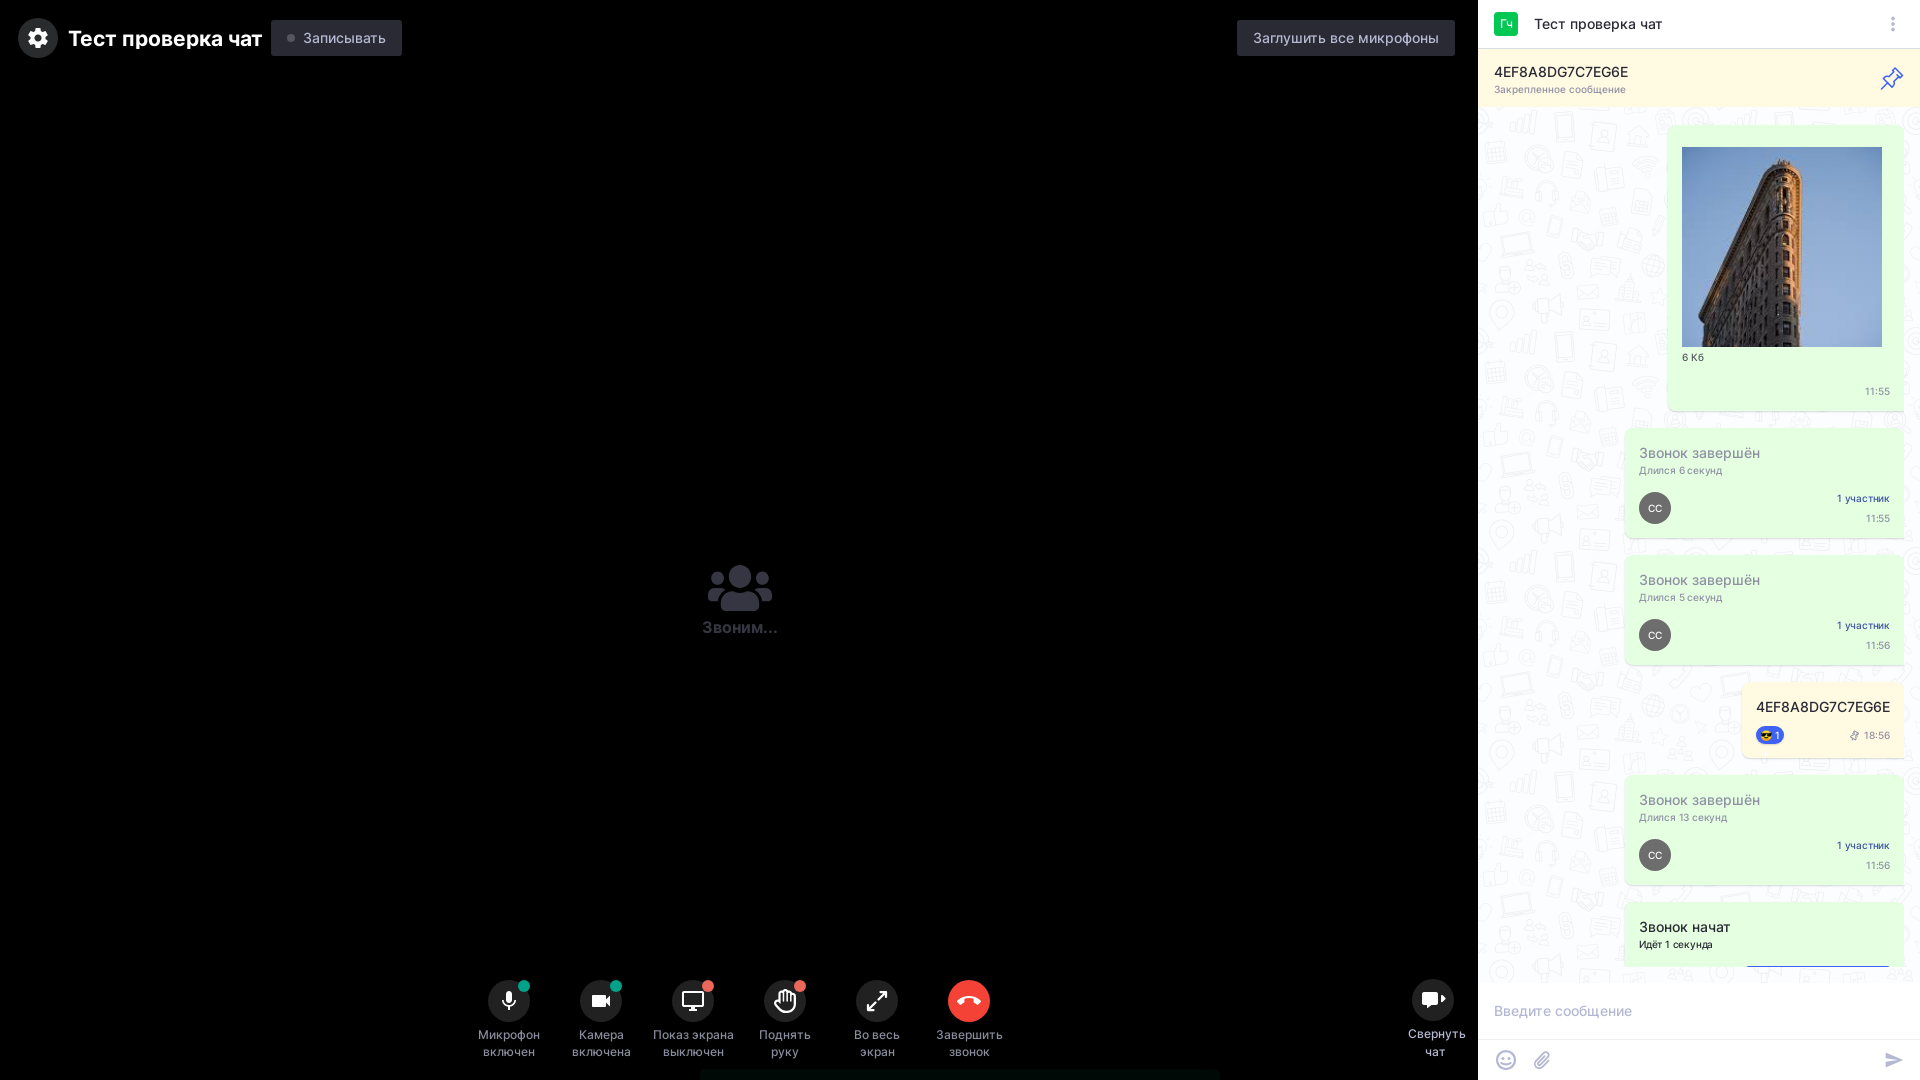 Тест проверка чат
Записывать
Заглушить все микрофоны
Звоним...
Микрофон
включен
Камера
включена
Показ экрана
выключен
Поднять
руку
Во весь
экран
Завершить
звонок
Свернуть
чат
Гч
Тест проверка чат
4EF8A8DG7C7EG6E
Закрепленное сообщение
6 Кб
11:55
Звонок завершён
Длился 6 секунд
СС
1 участник
11:55
Звонок завершён
Длился 5 секунд
СС
1 участник
11:56
4EF8A8DG7C7EG6E
1
18:56
Звонок завершён
Длился 13 секунд
СС
1 участник
11:56
Звонок начат
Идёт 1 секунда
Введите сообщение